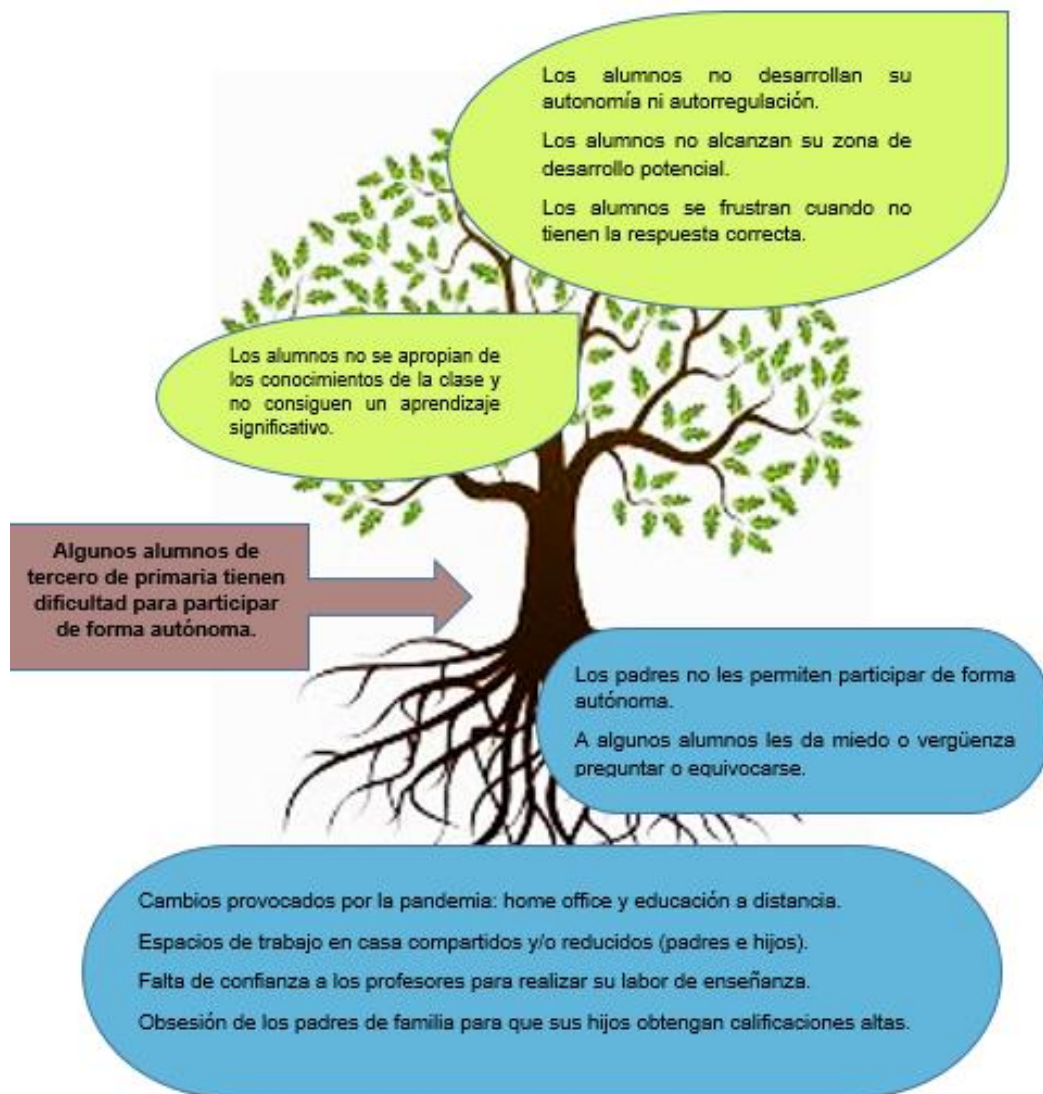 Los alumnos no desarrollan su
autonomía ni autorregulación.
Los alumnos no alcanzan su zona de
desarrollo potencial.
Los alumnos se frustran cuando no
tienen la respuesta correcta.
Los alumnos no se apropian de
los conocimientos de la clase y
no consiguen un aprendizaje
significativo.
Algunos alumnos de
tercero de primaria tienen
dificultad para participar
de forma autónoma.
Los padres no les permiten participar de forma
autónoma.
A algunos alumnos les da miedo o vergüenza
preguntar o equivocarse.
Cambios provocados por la pandemia: home office y educación a distancia.
Espacios de trabajo en casa compartidos y/o reducidos (padres e hijos).
Falta de confianza a los profesores para realizar su labor de enseñanza.
Obsesión de los padres de familia para que sus hijos obtengan calificaciones altas.